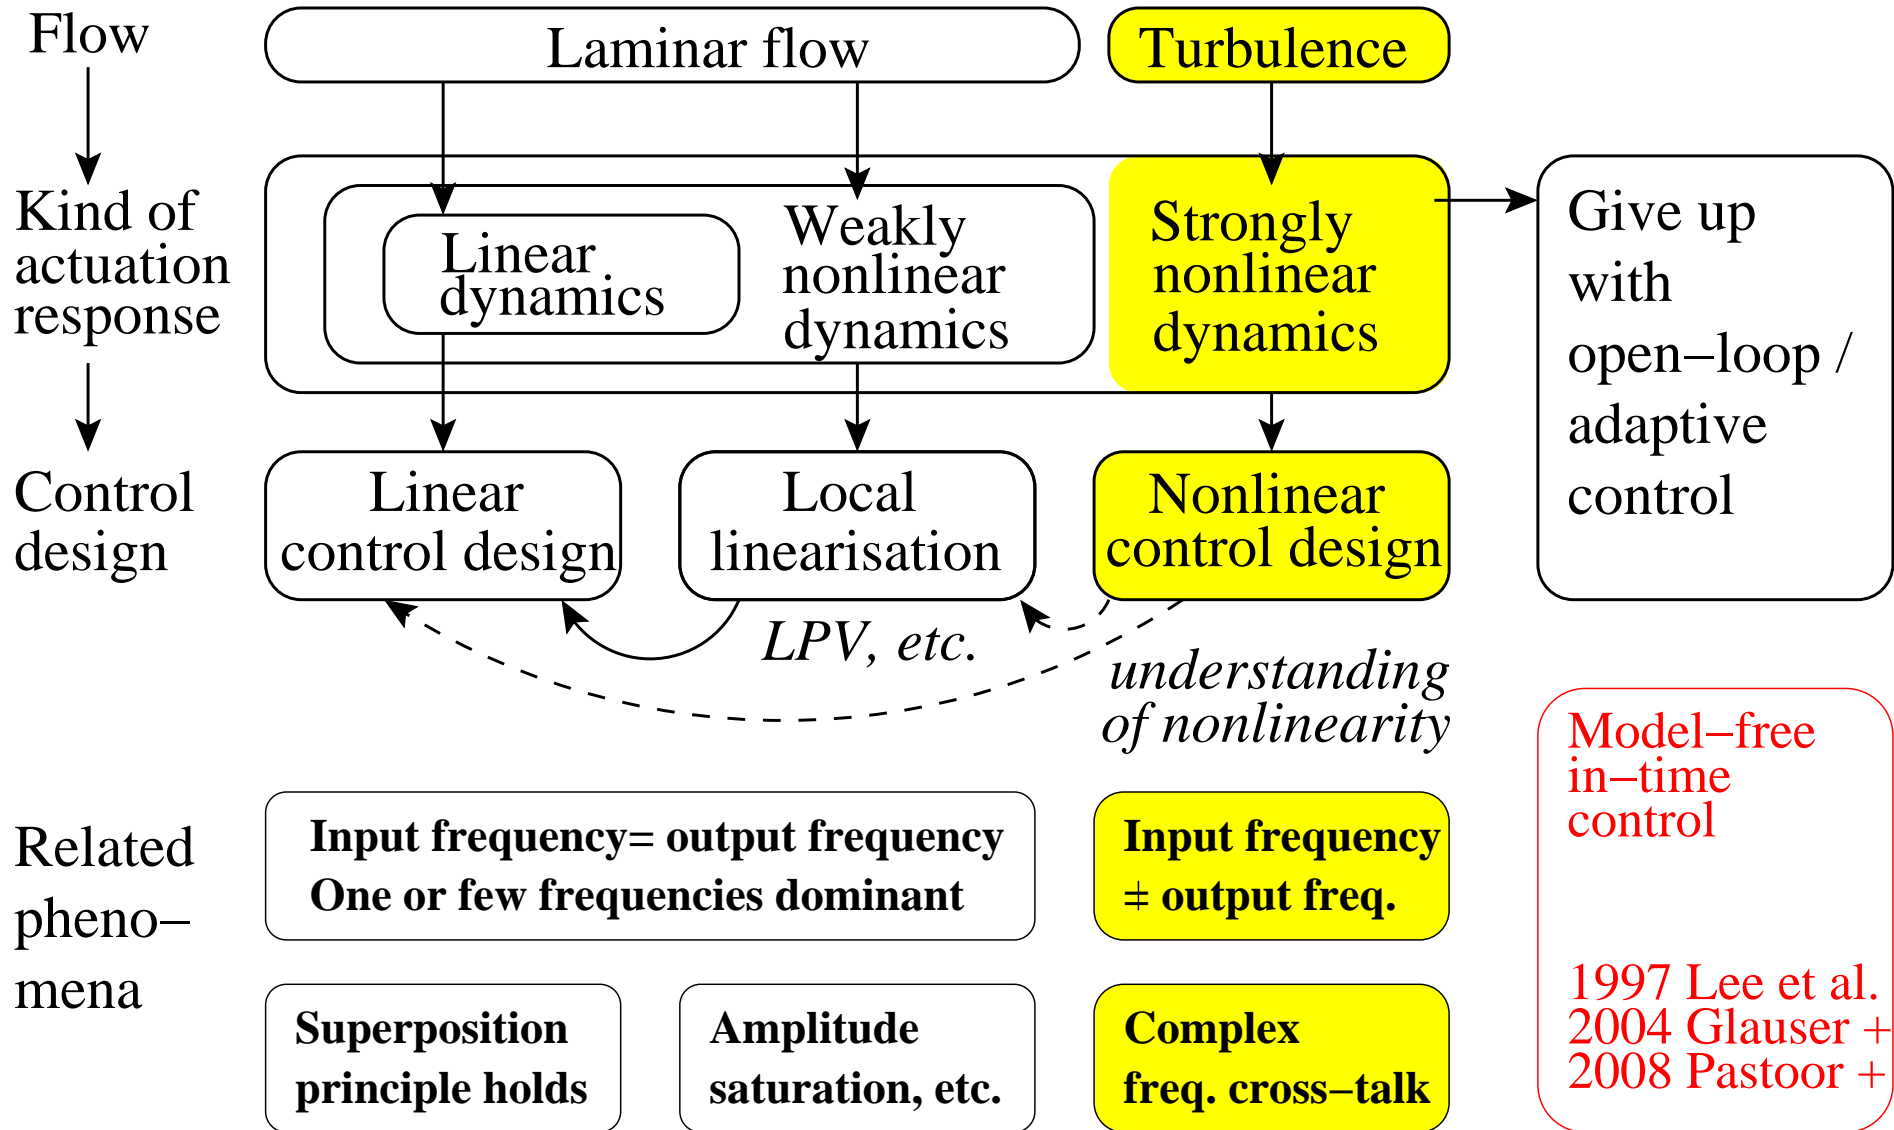 Flow
Laminar flow
Turbulence
Kind of
actuation
response
Linear
dynamics
Weakly
nonlinear
dynamics
Strongly
nonlinear
dynamics
Give up
with
open–loop /
adaptive
control
Control
design
Linear
control design
Local
linearisation
Nonlinear
control design
LPV, etc.
understanding
of nonlinearity
Model–free
in–time
control
1997 Lee et al.
2004 Glauser +
2008 Pastoor +
Related
pheno–
mena
Input frequency= output frequency
One or few frequencies dominant
Input frequency
≠ output freq.
Superposition
principle holds
Amplitude
saturation, etc.
Complex
freq. cross–talk